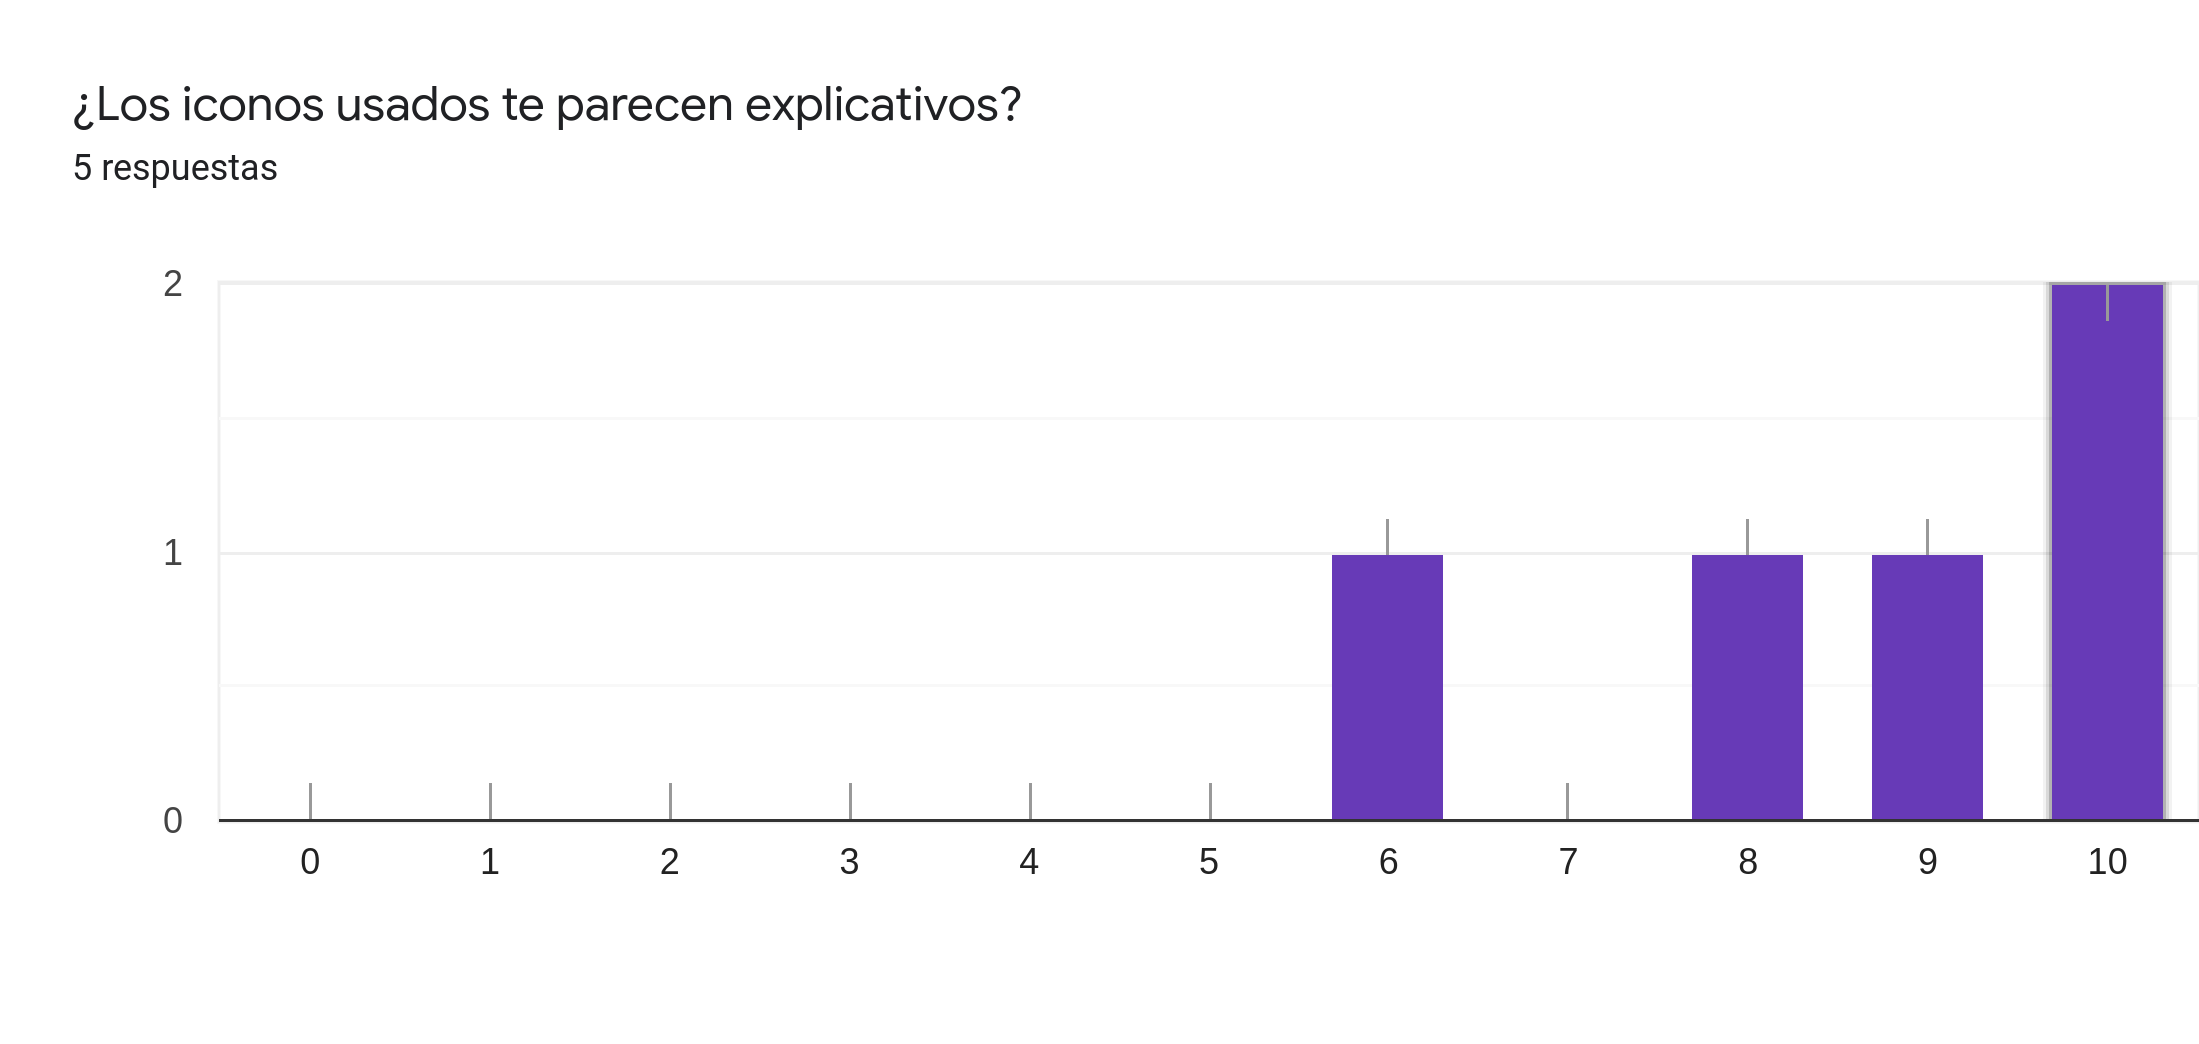 ¿Los iconos usados te parecen explicativos?
5 respuestas
2
1
0
0 1 2 3 4 5 6 7 8 9 10